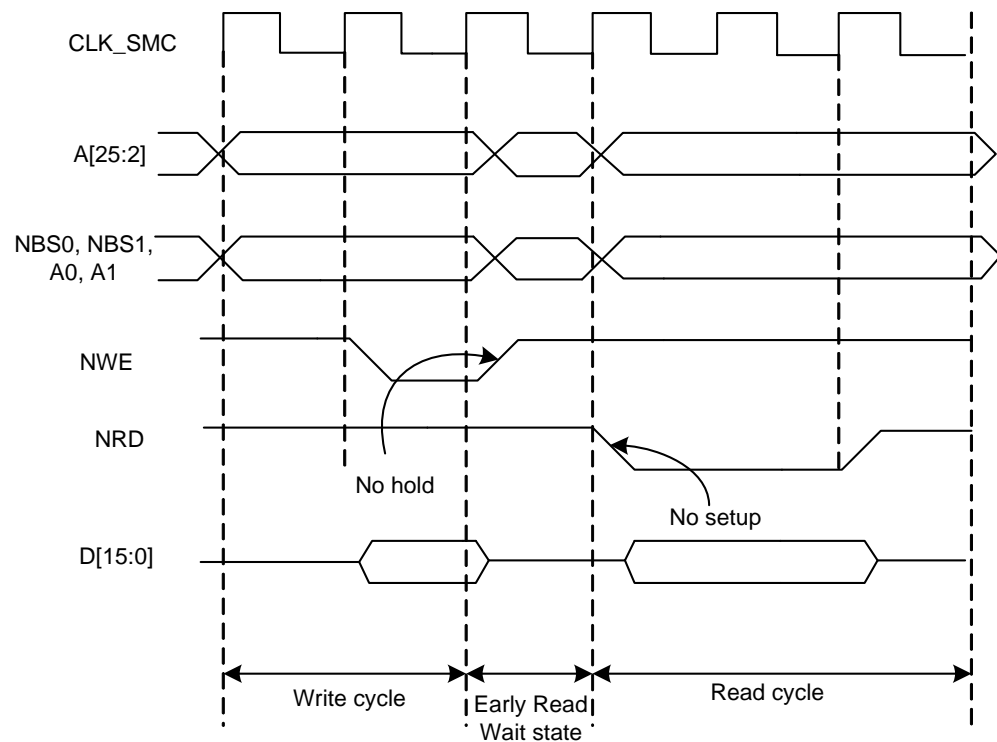 CLK_SMC
A[25:2]
NBS0, NBS1,
A0, A1
NWE
NRD
No hold
No setup
D[15:0]
Write cycle
Early Read
Wait state
Read cycle